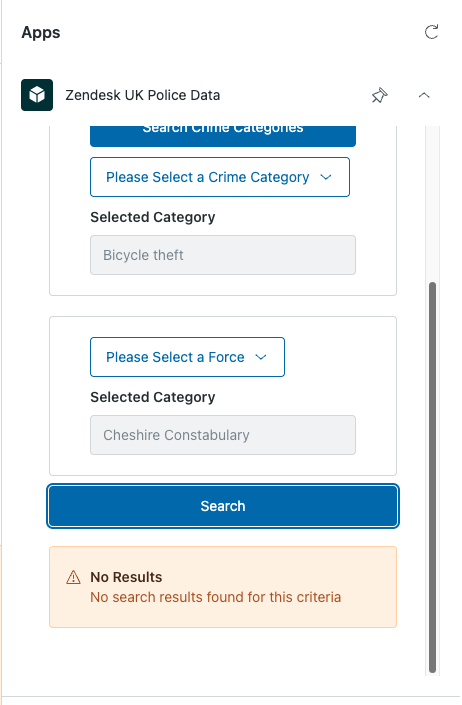 Apps
Zendesk UK Police Data
Search Crime Categories
Please Select a Crime Category
Selected Category
Bicycle theft
Please Select a Force
Selected Category
Cheshire Constabulary
Search
No Results
No search results found for this criteria